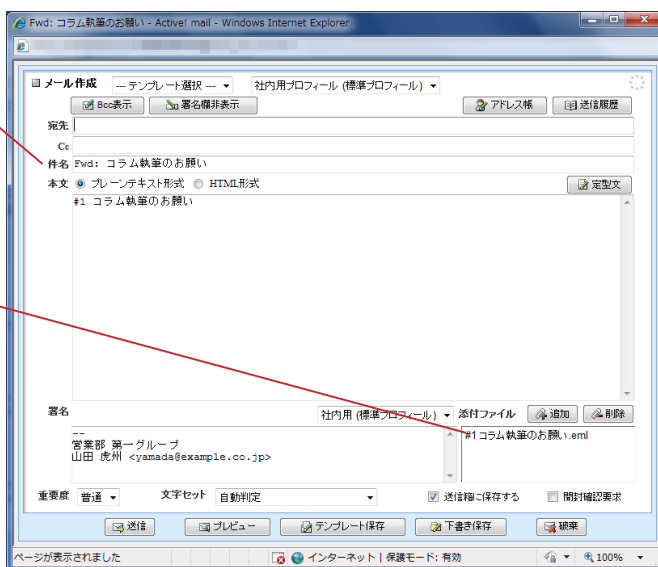 Fwd: コラム執筆のお願い - Active! mail - Windows Internet Explorer
メール作成 --- テンプレート選択 --- 社内用プロフィール (標準プロフィール)
Bcc表示 署名欄非表示 アドレス帳 送信履歴
宛先
Cc
件名 Fwd: コラム執筆のお願い
本文 プレーンテキスト形式 HTML形式 定型文
#1 コラム執筆のお願い
署名 社内用 (標準プロフィール) 添付ファイル 追加 削除
--
営業部 第一グループ
山田 虎州 <yamada@example.co.jp>
#1 コラム執筆のお願い.eml
重要度 普通 文字セット 自動判定 送信箱に保存する 開封確認要求
送信 プレビュー テンプレート保存 下書き保存 破棄
ページが表示されました インターネット | 保護モード: 有効 100%